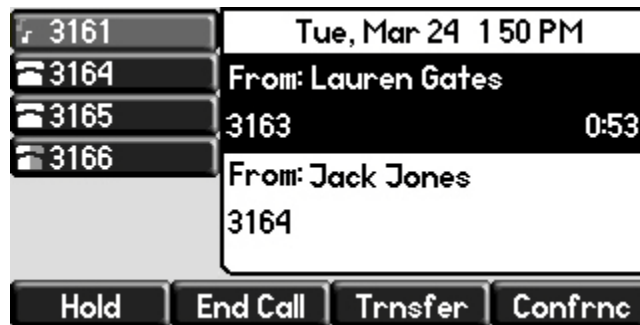 3161
3164
3165
3166
Tue, Mar 24 1 50 PM
From: Lauren Gates
3163 0:53
From: Jack Jones
3164
Hold End Call Trnsfer Confrnc